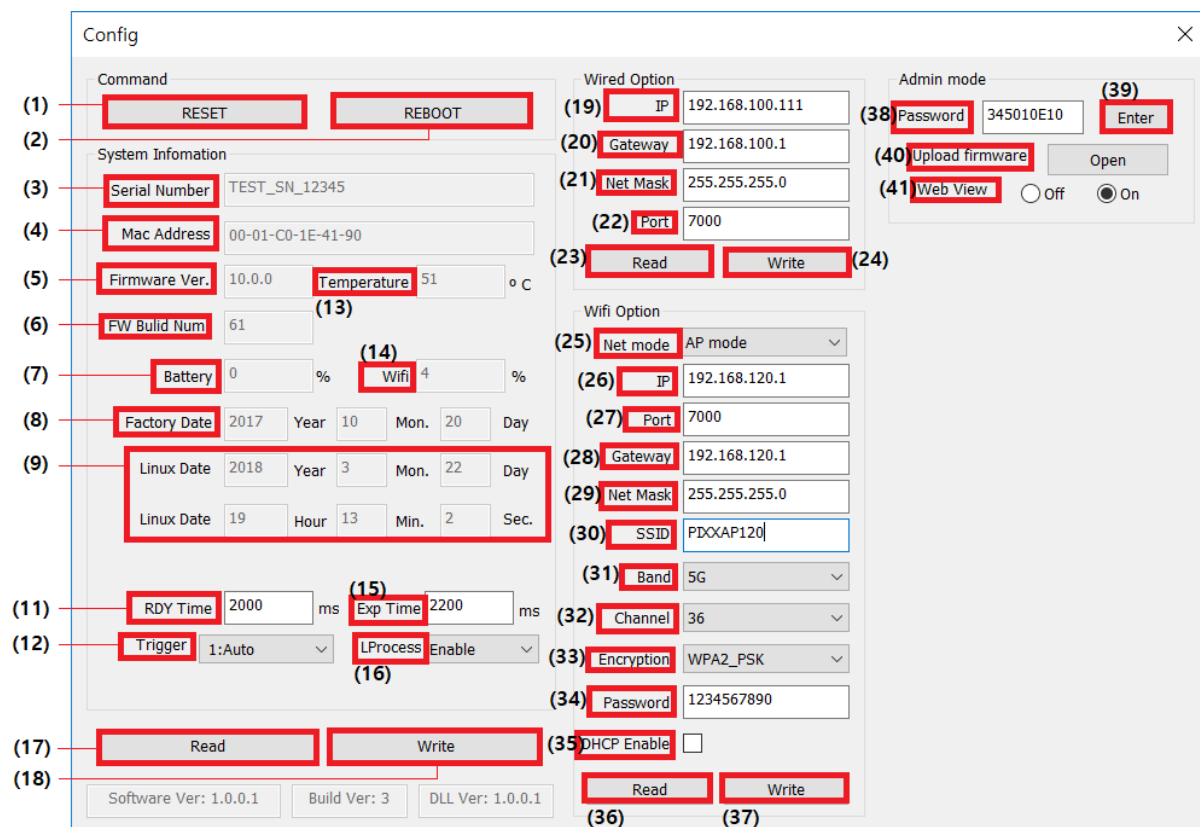 Config
Command
(1) RESET REBOOT
(2)
System Infomation
(3) Serial Number TEST_SN_12345
(4) Mac Address 00-01-C0-1E-41-90
(5) Firmware Ver. 10.0.0 Temperature 51 º C
(13)
(6) FW Bulid Num 61
(14)
(7) Battery 0 % Wifi 4 %
(8) Factory Date 2017 Year 10 Mon. 20 Day
(9) Linux Date 2018 Year 3 Mon. 22 Day
Linux Date 19 Hour 13 Min. 2 Sec.
(15)
(11) RDY Time 2000 ms Exp Time 2200 ms
(12) Trigger 1:Auto LProcess Enable
(16)
(17) Read Write
(18)
Software Ver: 1.0.0.1 Build Ver: 3 DLL Ver: 1.0.0.1
Wired Option
(19) IP 192.168.100.111
(20) Gateway 192.168.100.1
(21) Net Mask 255.255.255.0
(22) Port 7000
(23) Read Write (24)
Wifi Option
(25) Net mode AP mode
(26) IP 192.168.120.1
(27) Port 7000
(28) Gateway 192.168.120.1
(29) Net Mask 255.255.255.0
(30) SSID PIXXAP120
(31) Band 5G
(32) Channel 36
(33) Encryption WPA2_PSK
(34) Password 1234567890
(35) DHCP Enable
Read Write
(36) (37)
Admin mode
(39)
(38) Password 345010E10 Enter
(40) Upload firmware Open
(41) Web View Off On